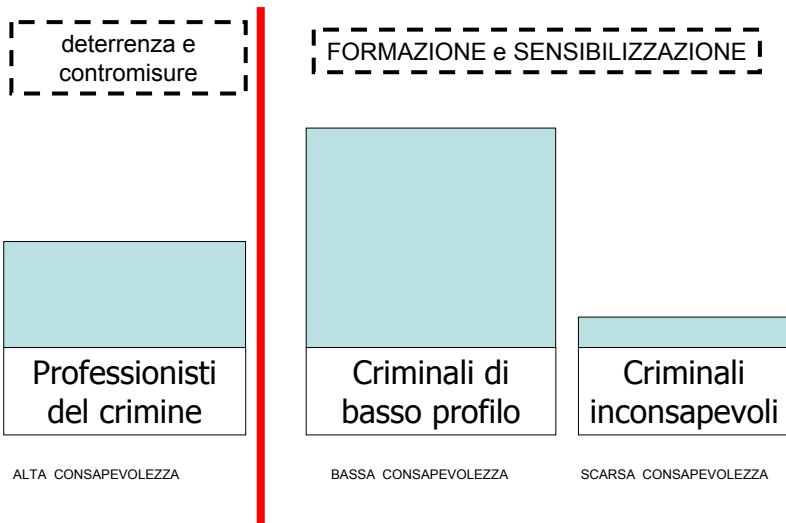 deterrenza e
contromisure
FORMAZIONE e SENSIBILIZZAZIONE
Professionisti
del crimine
Criminali di
basso profilo
Criminali
inconsapevoli
ALTA CONSAPEVOLEZZA
BASSA CONSAPEVOLEZZA
SCARSA CONSAPEVOLEZZA